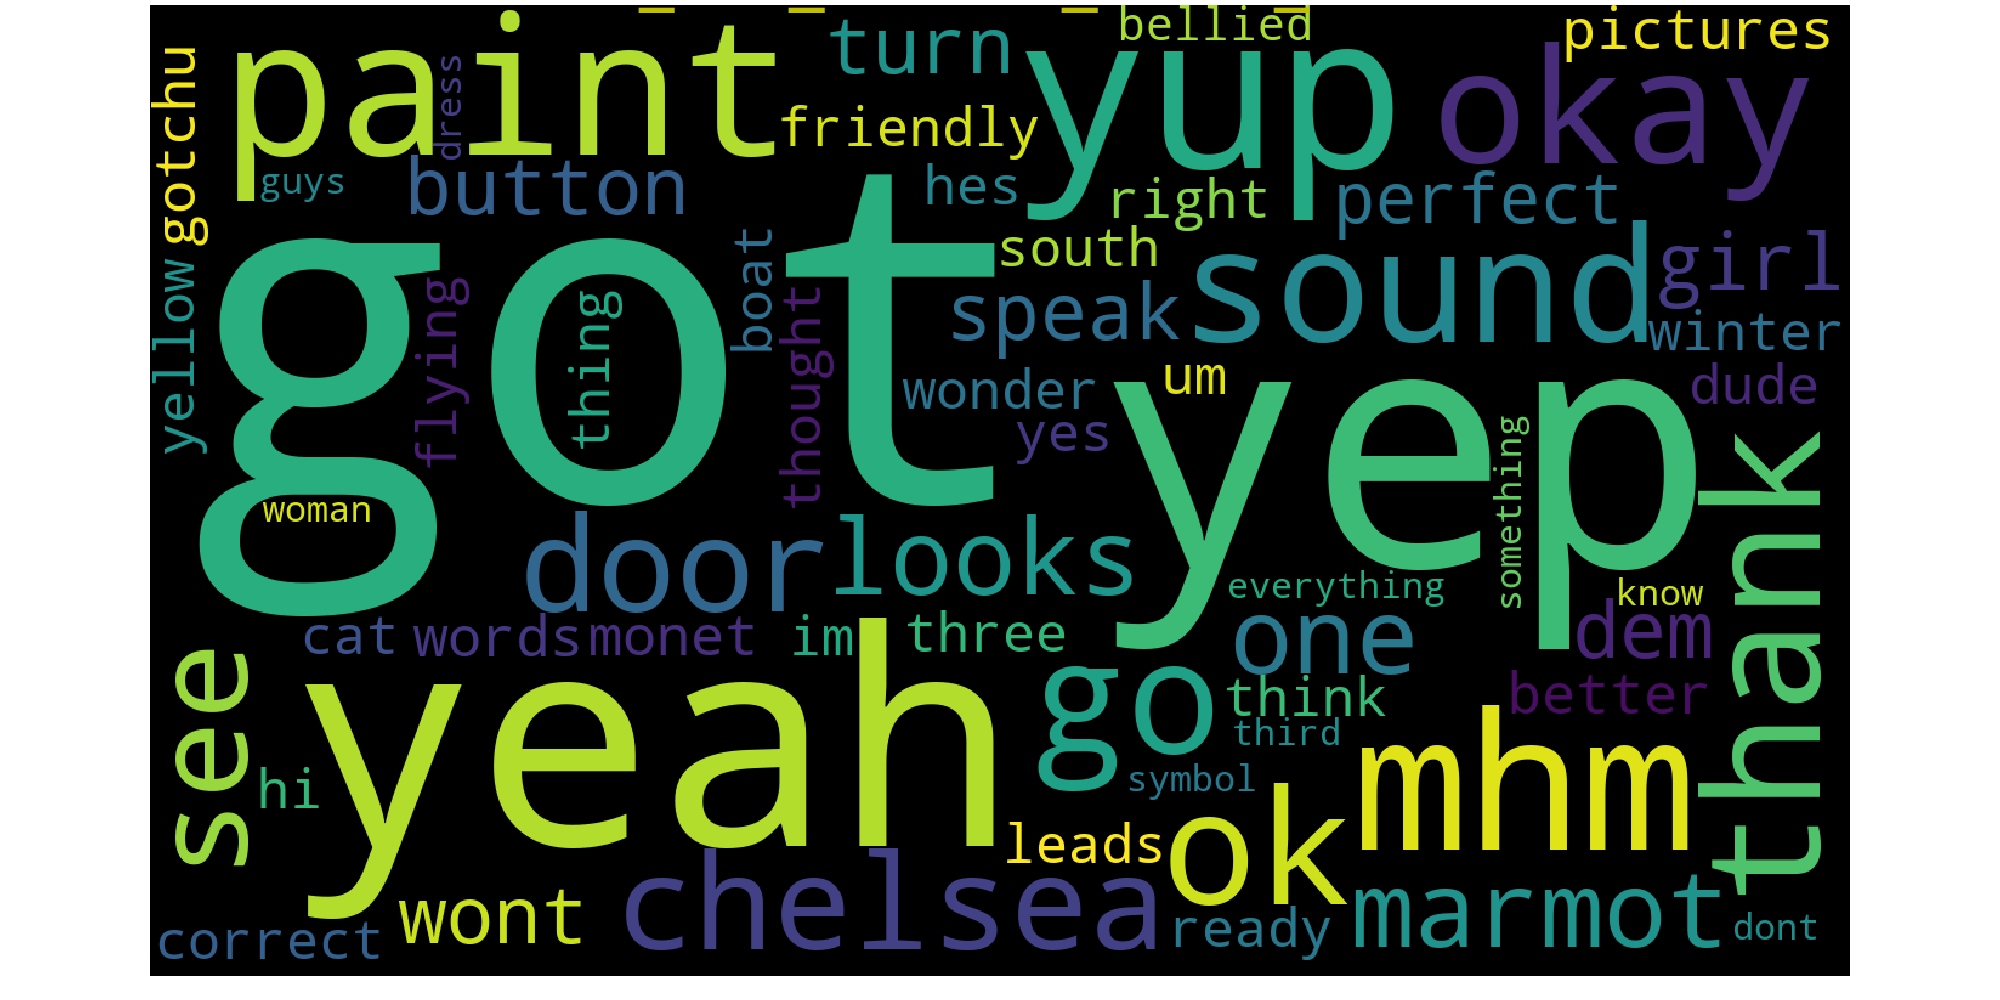 paint
turn
bellied
yup
okay
pictures
gotchu
dress
friendly
guys
button
hes
right
perfect
got
south
sound
girl
yellow
flying
thing
boat
thought
speak
winter
wonder
um
yep
dude
yes
something
thank
woman
door
looks
everything
know
cat
words
monet
im
three
one
dem
see
yeah
go
think
better
third
hi
symbol
mhm
leads
ok
wont
chelsea
ready
marmot
correct
dont